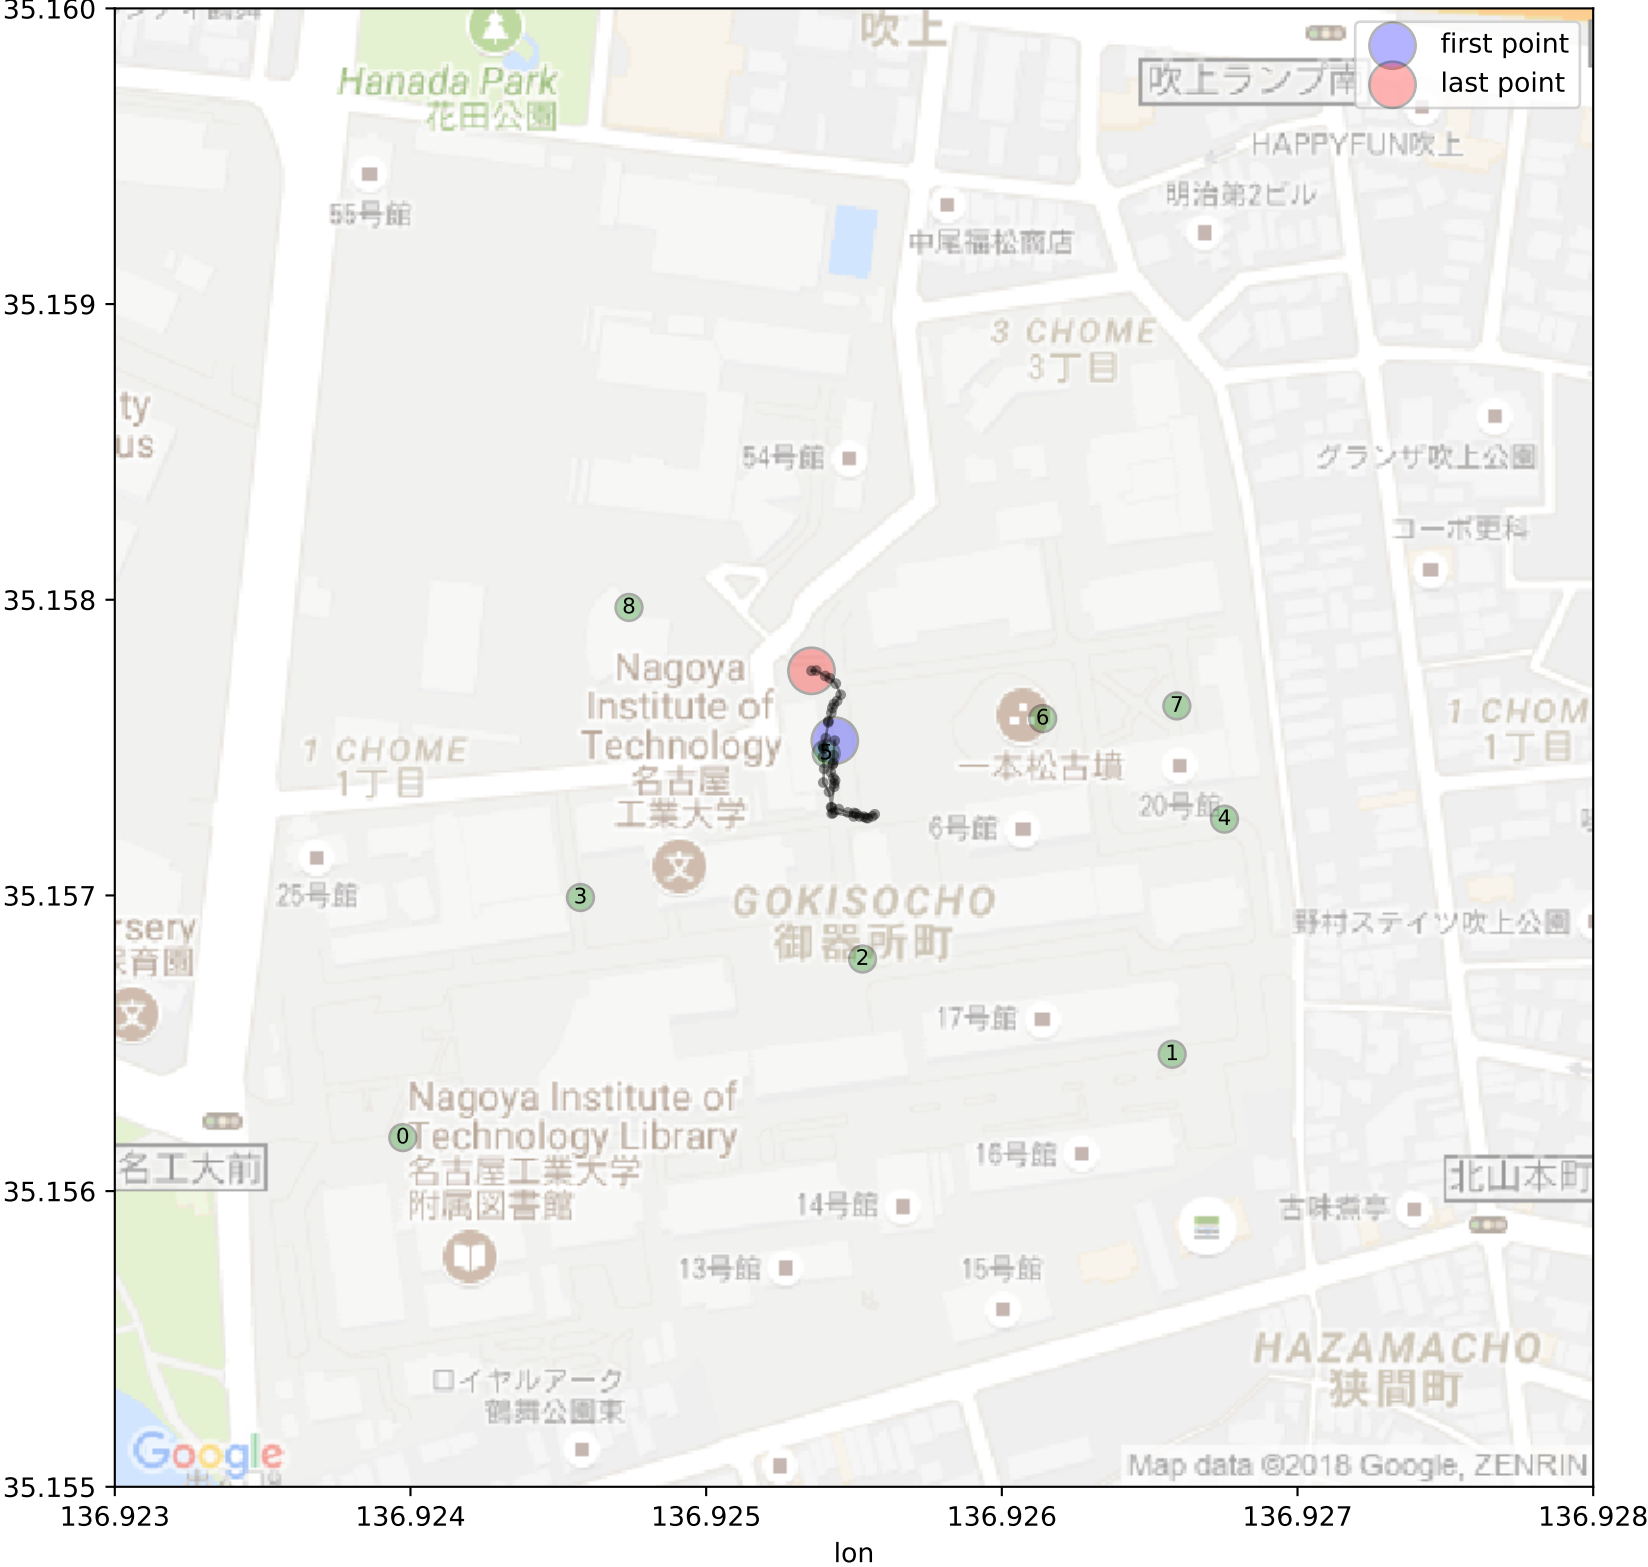 35.160
吹上
first point
last point
Hanada Park
花田公園
吹上ランプ南
HAPPYFUN吹上
明治第2ビル
55号館
中尾福松商店
35.159
3 CHOME
3丁目
ty
us
54号館
グランザ吹上公園
コーポ更科
35.158
8
Nagoya
Institute of
Technology
名古屋
工業大学
7
6
1 CHOM
1丁目
1 CHOME
1丁目
5
一本松古墳
20号館
4
6号館
25号館
35.157
3
GOKISOCHO
御器所町
野村ステイツ吹上公園
rsery
育園
2
17号館
1
Nagoya Institute of
Technology Library
名古屋工業大学
附属図書館
0
名工大前
16号館
北山本町
35.156
14号館
古味煮亭
13号館
15号館
HAZAMACHO
狭間町
ロイヤルアーク
鶴舞公園東
Google
Map data ©2018 Google, ZENRIN
35.155
136.923
136.924
136.925
136.926
136.927
136.928
lon